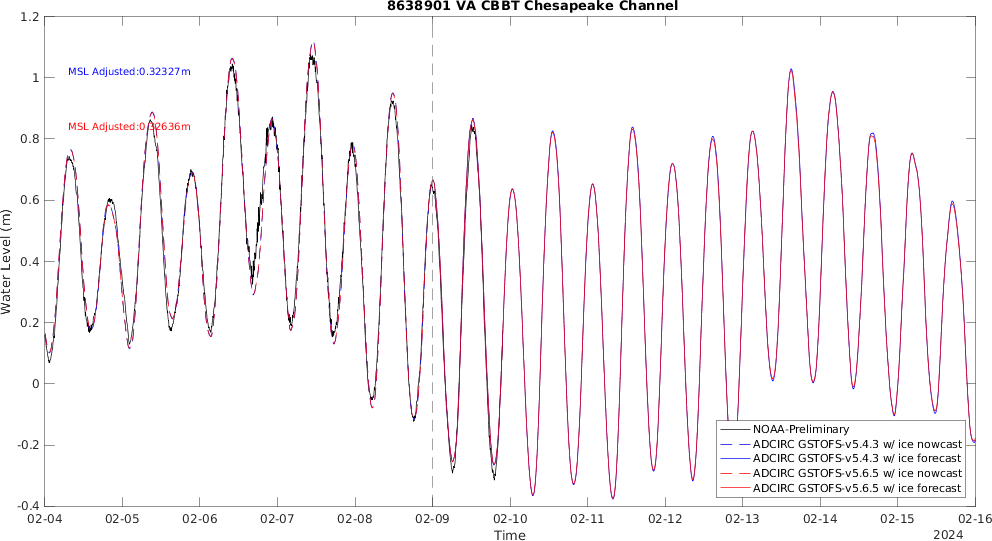 8638901 VA CBBT Chesapeake Channel
1.2
1
0.8
0.6
0.4
0.2
0
-0.2
-0.4
Water Level (m)
MSL Adjusted:0.32327m
MSL Adjusted:0.32636m
NOAA-Preliminary
ADCIRC GSTOFS-v5.4.3 w/ ice nowcast
ADCIRC GSTOFS-v5.4.3 w/ ice forecast
ADCIRC GSTOFS-v5.6.5 w/ ice nowcast
ADCIRC GSTOFS-v5.6.5 w/ ice forecast
02-04 02-05 02-06 02-07 02-08 02-09 02-10 02-11 02-12 02-13 02-14 02-15 02-16
Time
2024